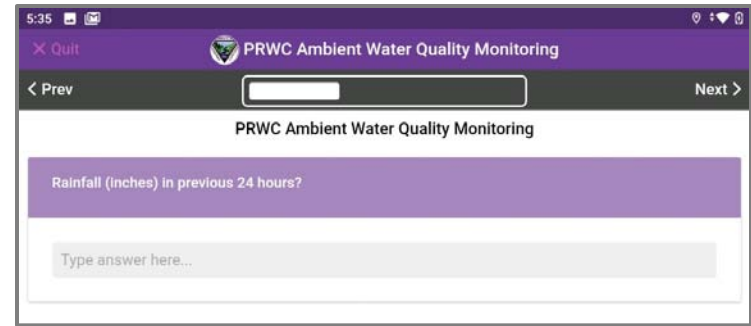 5:35
X Quit
PRWC Ambient Water Quality Monitoring
< Prev
Next >
PRWC Ambient Water Quality Monitoring
Rainfall (inches) in previous 24 hours?
Type answer here...